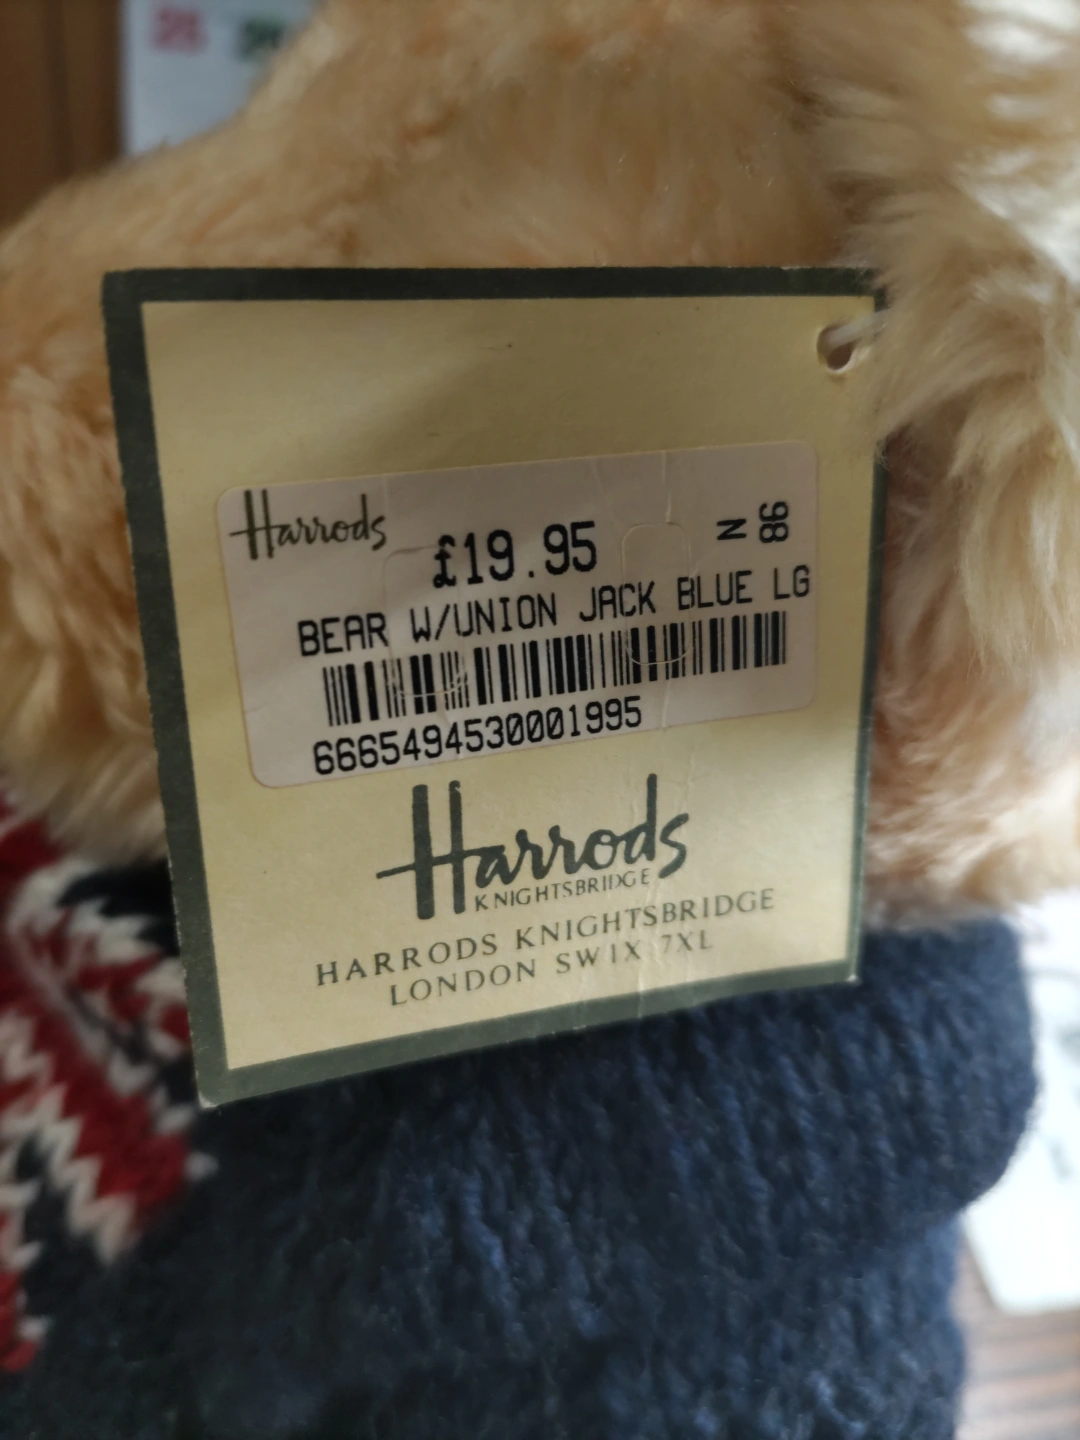 Harrods
£19.95
N 86
BEAR W/UNION JACK BLUE LG
6665494530001995
Harrods
KNIGHTSBRIDGE
HARRODS KNIGHTSBRIDGE
LONDON SW1X 7XL